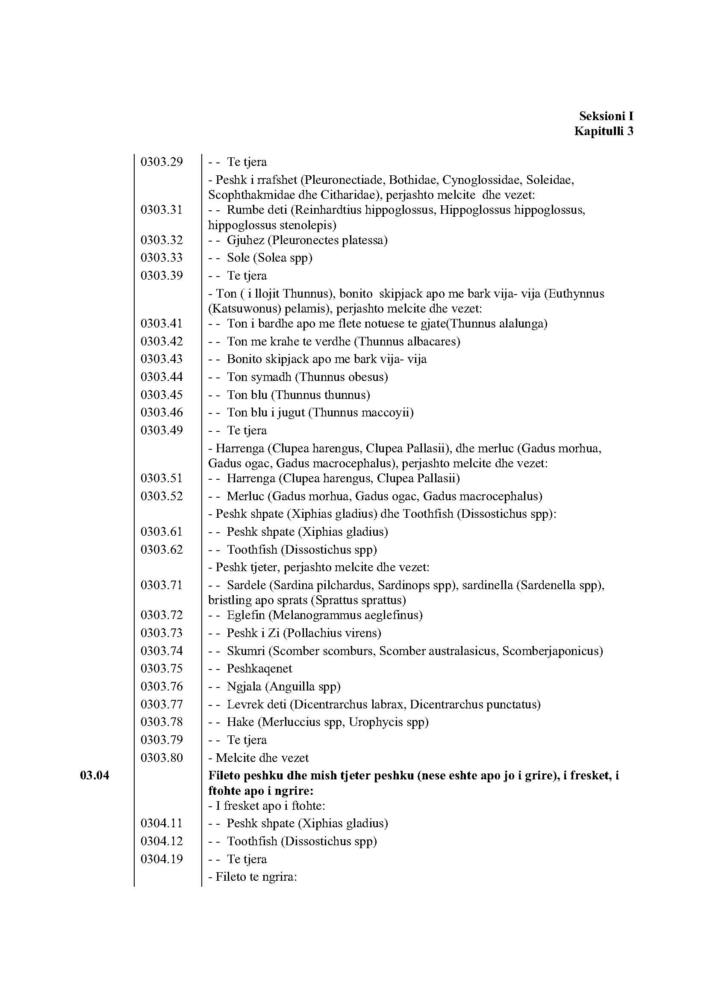 Seksioni I
Kapitulli 3
0303.29 - - Te tjera
- Peshk i rrafshet (Pleuronectiade, Bothidae, Cynoglossidae, Soleidae,
Scophthakmidae dhe Citharidae), perjashto melcite dhe vezet:
0303.31 - - Rumbe deti (Reinhardtius hippoglossus, Hippoglossus hippoglossus,
hippoglossus stenolepis)
0303.32 - - Gjuhez (Pleuronectes platessa)
0303.33 - - Sole (Solea spp)
0303.39 - - Te tjera
- Ton ( i llojit Thunnus), bonito skipjack apo me bark vija- vija (Euthynnus
(Katsuwonus) pelamis), perjashto melcite dhe vezet:
0303.41 - - Ton i bardhe apo me flete notuese te gjate(Thunnus alalunga)
0303.42 - - Ton me krahe te verdhe (Thunnus albacares)
0303.43 - - Bonito skipjack apo me bark vija- vija
0303.44 - - Ton symadh (Thunnus obesus)
0303.45 - - Ton blu (Thunnus thunnus)
0303.46 - - Ton blu i jugut (Thunnus maccoyii)
0303.49 - - Te tjera
- Harrenga (Clupea harengus, Clupea Pallasii), dhe merluc (Gadus morhua,
Gadus ogac, Gadus macrocephalus), perjashto melcite dhe vezet:
0303.51 - - Harrenga (Clupea harengus, Clupea Pallasii)
0303.52 - - Merluc (Gadus morhua, Gadus ogac, Gadus macrocephalus)
- Peshk shpate (Xiphias gladius) dhe Toothfish (Dissostichus spp):
0303.61 - - Peshk shpate (Xiphias gladius)
0303.62 - - Toothfish (Dissostichus spp)
- Peshk tjeter, perjashto melcite dhe vezet:
0303.71 - - Sardele (Sardina pilchardus, Sardinops spp), sardinella (Sardenella spp),
bristling apo sprats (Sprattus sprattus)
0303.72 - - Eglefin (Melanogrammus aeglefinus)
0303.73 - - Peshk i Zi (Pollachius virens)
0303.74 - - Skumri (Scomber scomburs, Scomber australasicus, Scomberjaponicus)
0303.75 - - Peshkaqenet
0303.76 - - Ngjala (Anguilla spp)
0303.77 - - Levrek deti (Dicentrarchus labrax, Dicentrarchus punctatus)
0303.78 - - Hake (Merluccius spp, Urophycis spp)
0303.79 - - Te tjera
0303.80 - Melcite dhe vezet
03.04 Fileto peshku dhe mish tjeter peshku (nese eshte apo jo i grire), i fresket, i
ftohte apo i ngrire:
- I fresket apo i ftohte:
0304.11 - - Peshk shpate (Xiphias gladius)
0304.12 - - Toothfish (Dissostichus spp)
0304.19 - - Te tjera
- Fileto te ngrira: